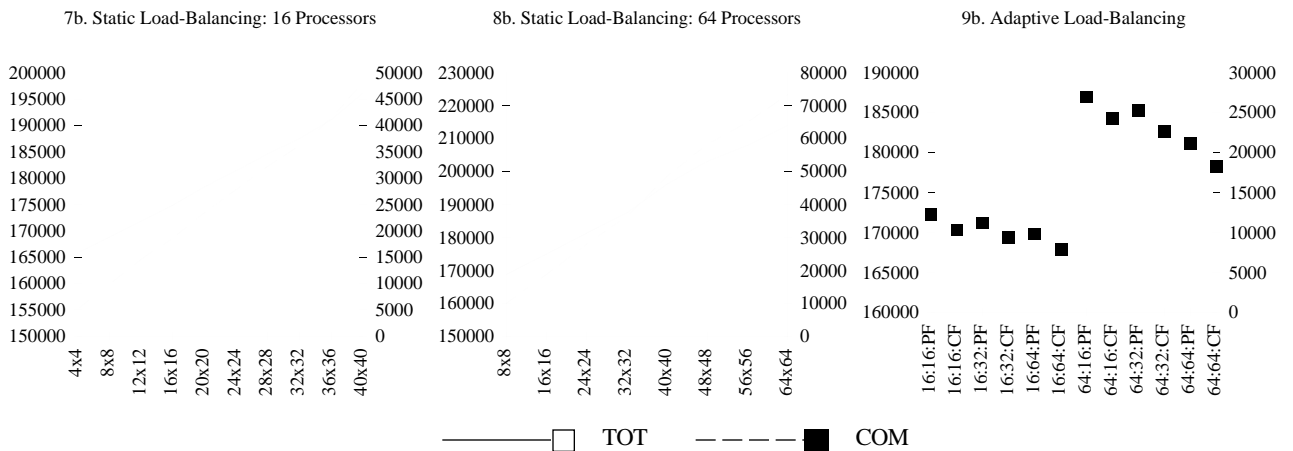 7b. Static Load-Balancing: 16 Processors
200000
195000
190000
185000
180000
175000
170000
165000
160000
155000
150000
50000
45000
40000
35000
30000
25000
20000
15000
10000
5000
0
4x4
8x8
12x12
16x16
20x20
24x24
28x28
32x32
36x36
40x40
8b. Static Load-Balancing: 64 Processors
230000
220000
210000
200000
190000
180000
170000
160000
150000
80000
70000
60000
50000
40000
30000
20000
10000
0
8x8
16x16
24x24
32x32
40x40
48x48
56x56
64x64
9b. Adaptive Load-Balancing
190000
185000
180000
175000
170000
165000
160000
30000
25000
20000
15000
10000
5000
0
16:16:PF
16:16:CF
16:32:PF
16:32:CF
16:64:PF
16:64:CF
64:16:PF
64:16:CF
64:32:PF
64:32:CF
64:64:PF
64:64:CF
TOT
COM